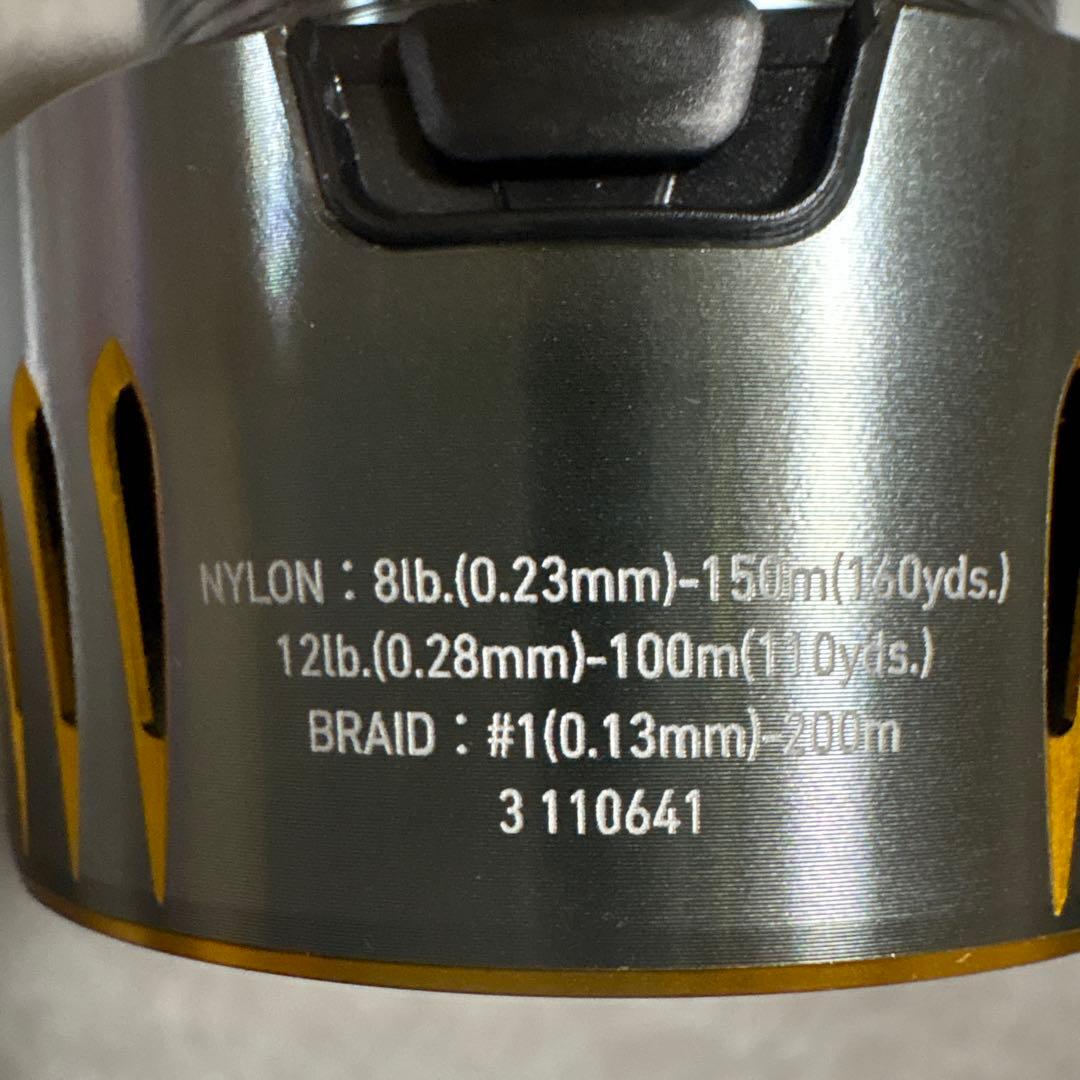 NYLON : 8lb.(0.23mm)-150m(160yds.)
12lb.(0.28mm)-100m(110yds.)
BRAID : #1(0.13mm)-200m
3 110641